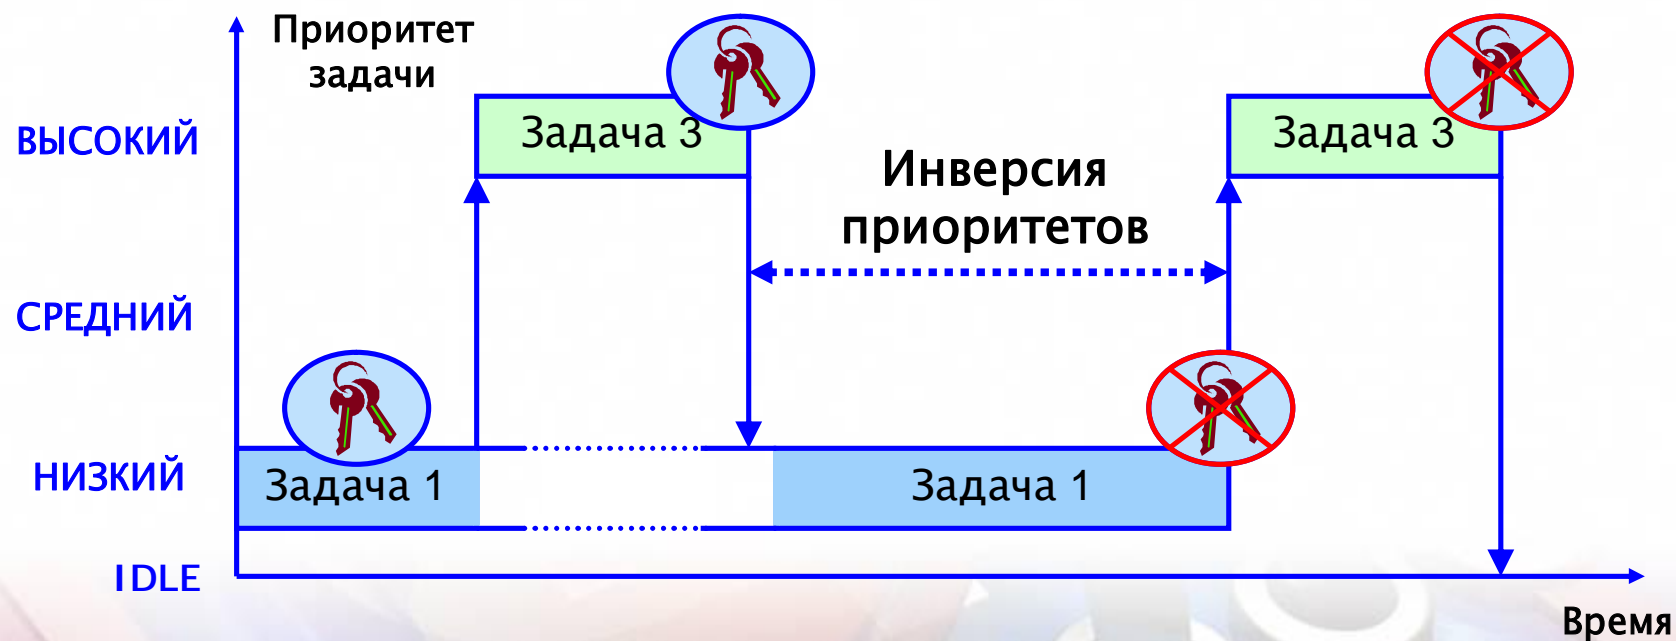 Приоритет
задачи
ВЫСОКИЙ
Задача 3
Задача 3
Инверсия
приоритетов
СРЕДНИЙ
НИЗКИЙ
Задача 1
Задача 1
IDLE
Время